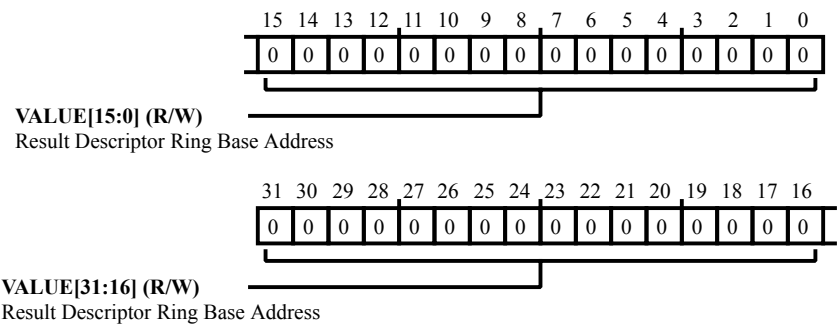 15 14 13 12 11 10 9 8 7 6 5 4 3 2 1 0
0 0 0 0 0 0 0 0 0 0 0 0 0 0 0 0
VALUE[15:0] (R/W)
Result Descriptor Ring Base Address
31 30 29 28 27 26 25 24 23 22 21 20 19 18 17 16
0 0 0 0 0 0 0 0 0 0 0 0 0 0 0 0
VALUE[31:16] (R/W)
Result Descriptor Ring Base Address